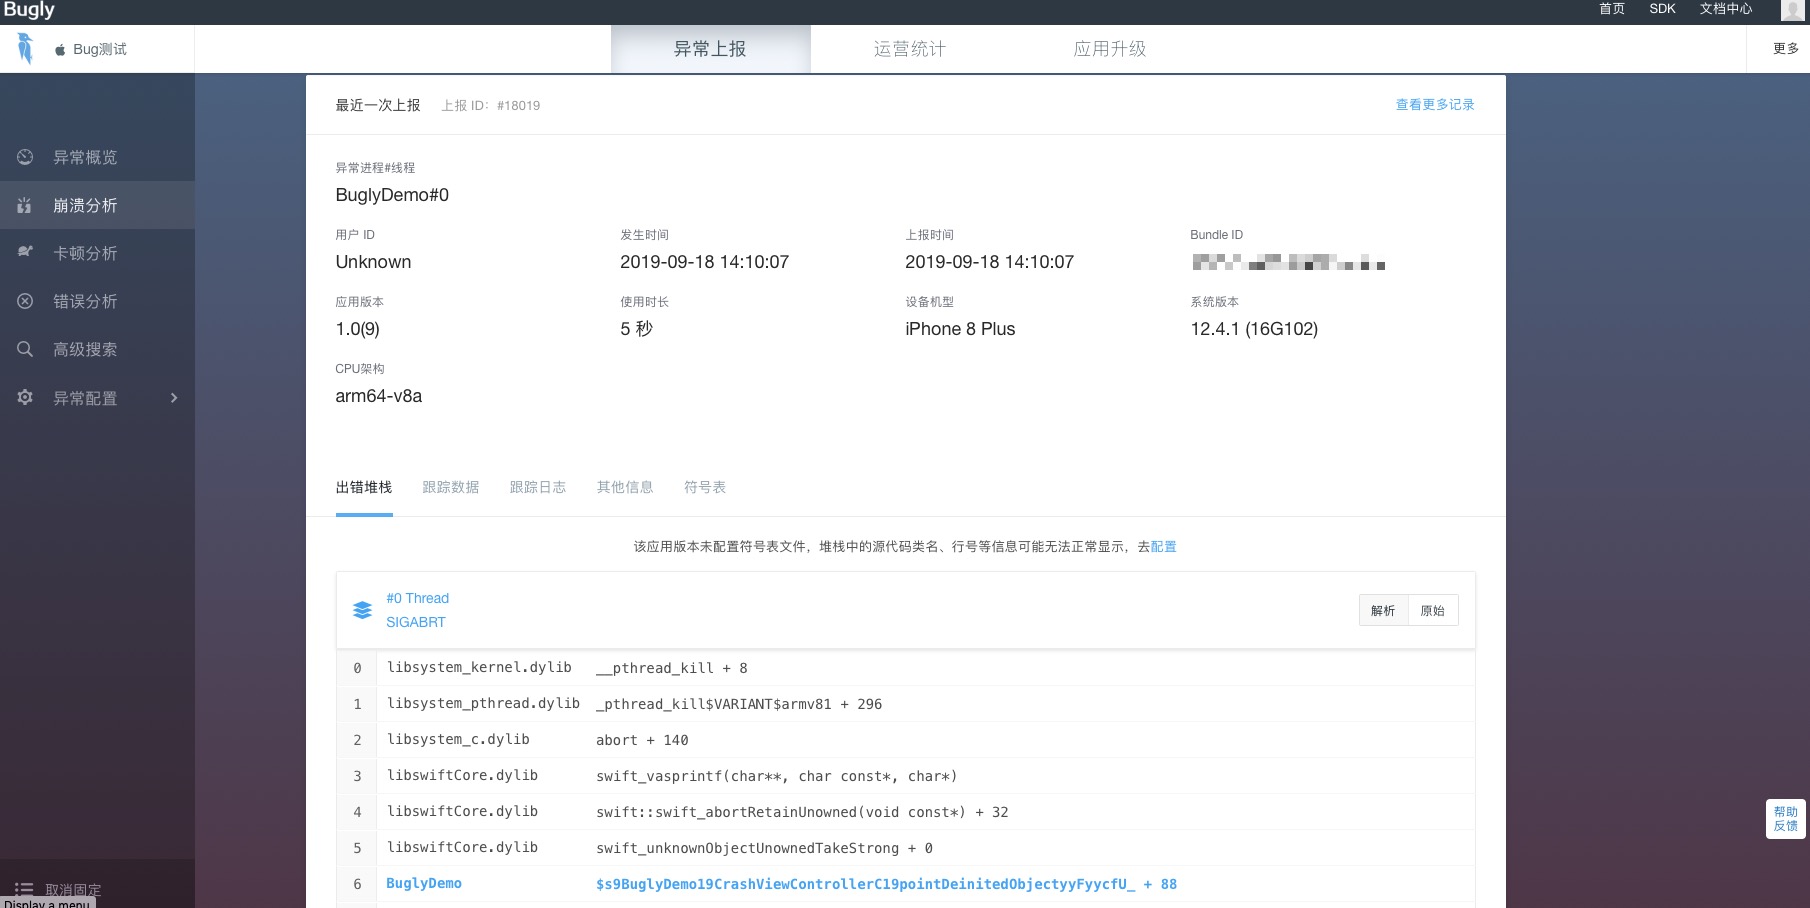 Bugly
首页 SDK 文档中心
Bug测试
异常上报 运营统计 应用升级
更多
异常概览
崩溃分析
卡顿分析
错误分析
高级搜索
异常配置
取消固定
Display a menu
最近一次上报 上报 ID: #18019
查看更多记录
异常进程#线程
BuglyDemo#0
用户 ID 发生时间 上报时间 Bundle ID
Unknown 2019-09-18 14:10:07 2019-09-18 14:10:07
应用版本 使用时长 设备机型 系统版本
1.0(9) 5 秒 iPhone 8 Plus 12.4.1 (16G102)
CPU架构
arm64-v8a
出错堆栈 跟踪数据 跟踪日志 其他信息 符号表
该应用版本未配置符号表文件，堆栈中的源代码类名、行号等信息可能无法正常显示，去配置
#0 Thread
SIGABRT
解析 原始
0 libsystem_kernel.dylib __pthread_kill + 8
1 libsystem_pthread.dylib _pthread_kill$VARIANT$armv81 + 296
2 libsystem_c.dylib abort + 140
3 libswiftCore.dylib swift_vasprintf(char**, char const*, char*)
4 libswiftCore.dylib swift::swift_abortRetainUnowned(void const*) + 32
5 libswiftCore.dylib swift_unknownObjectUnownedTakeStrong + 0
6 BuglyDemo $s9BuglyDemo19CrashViewControllerC19pointDeinitedObjectyyFyycfU_ + 88
帮助
反馈